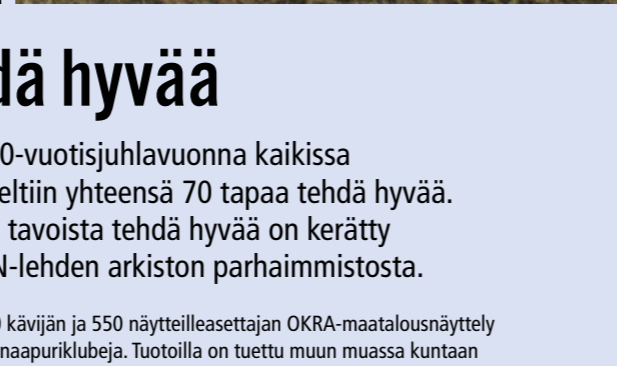 dä hyvää
0-vuotisjuhlavuonna kaikissa
eltiin yhteensä 70 tapaa tehdä hyvää.
tavoista tehdä hyvää on kerätty
N-lehden arkiston parhaimmistosta.
kävijän ja 550 näytteilleasettajan OKRA-maatalousnäyttely
naapuriklubeja. Tuotoilla on tuettu muun muassa kuntaan